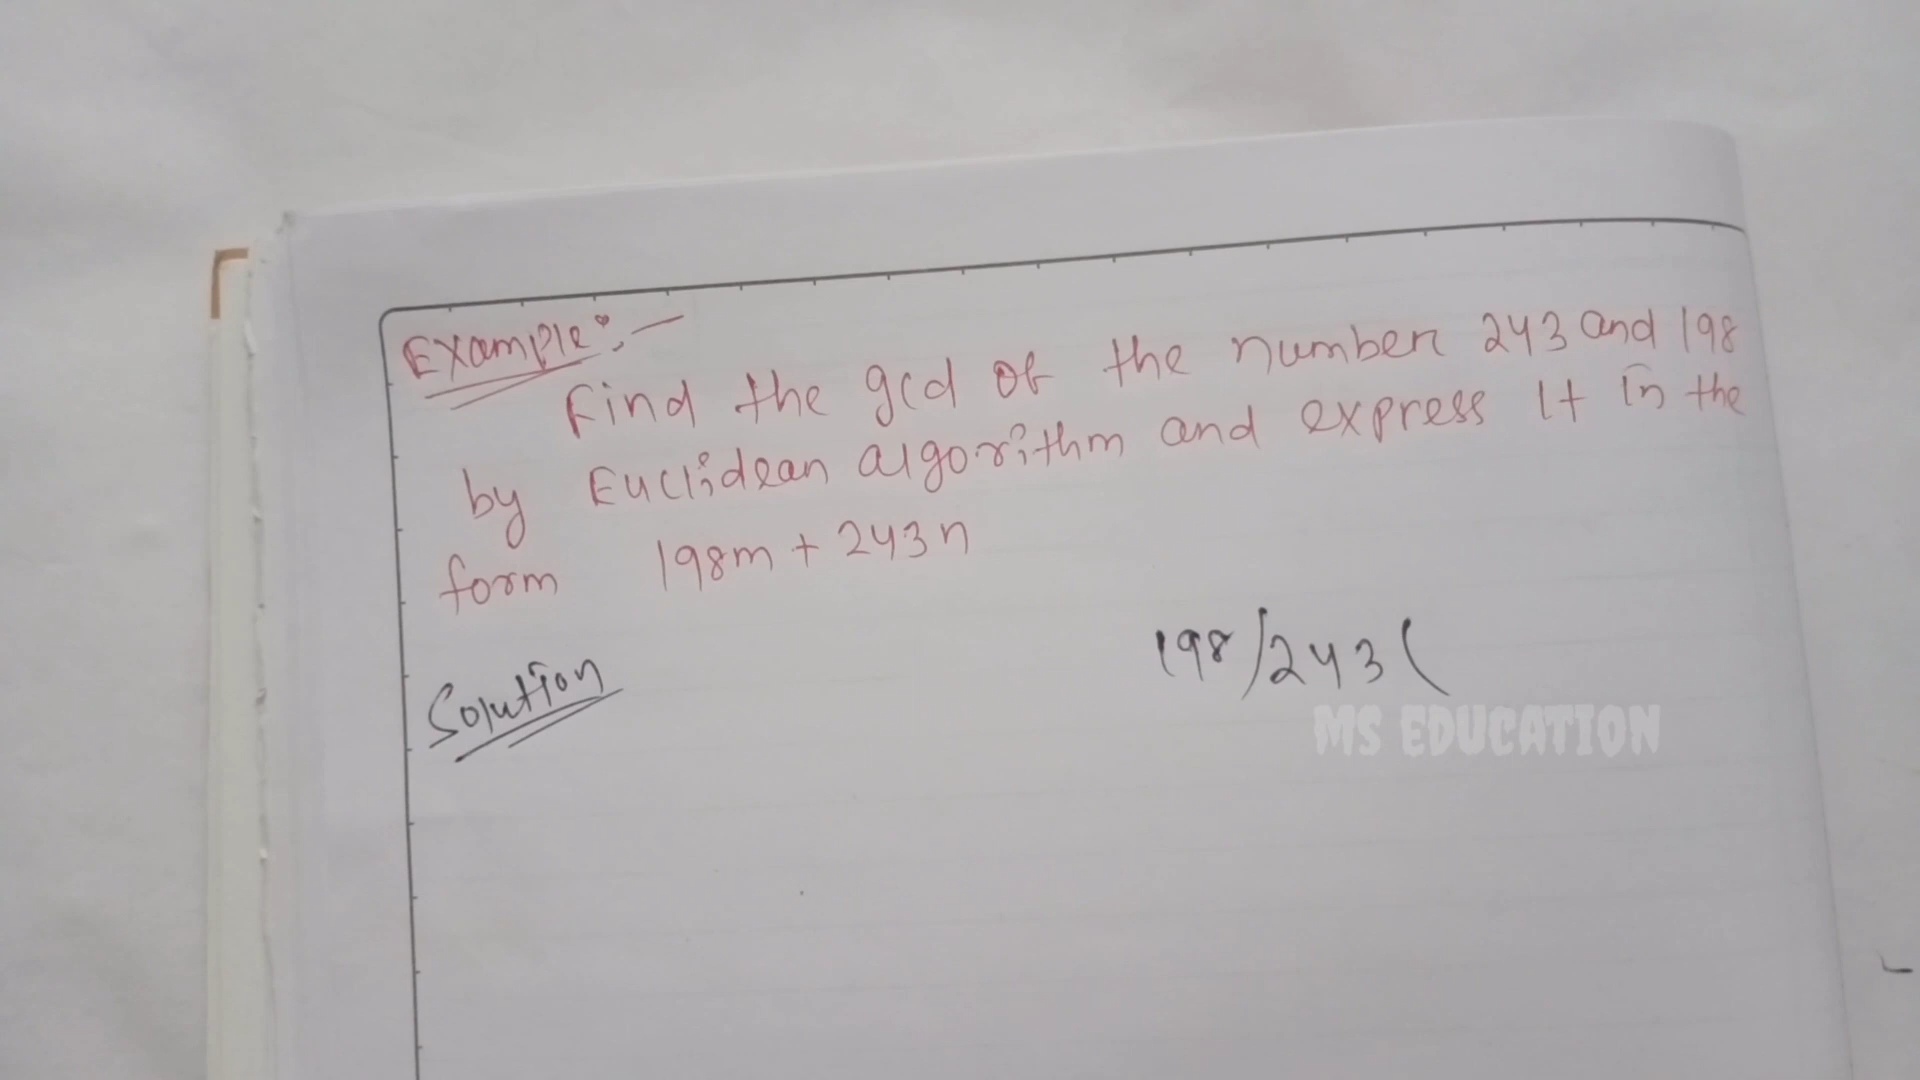 Example :-
Find the gcd of the number 243 and 198
by Euclidean algorithm and express it in the
form 198m + 243n
Solution
198)243(
MS EDUCATION